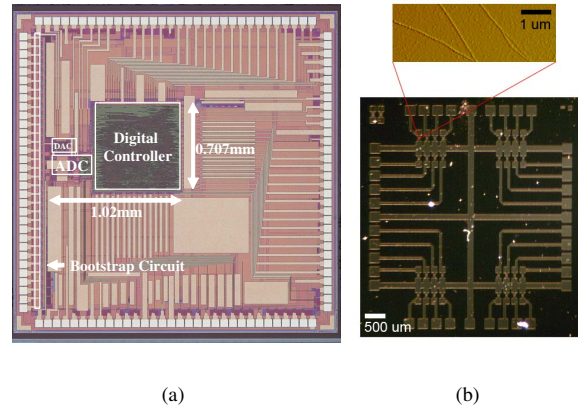 1 um
DAC
ADC
Digital
Controller
0.707mm
1.02mm
Bootstrap Circuit
500 um
(a)
(b)